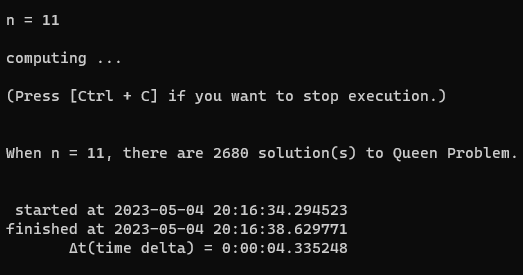 n = 11
computing ...
(Press [Ctrl + C] if you want to stop execution.)
When n = 11, there are 2680 solution(s) to Queen Problem.
started at 2023-05-04 20:16:34.294523
finished at 2023-05-04 20:16:38.629771
Δt(time delta) = 0:00:04.335248